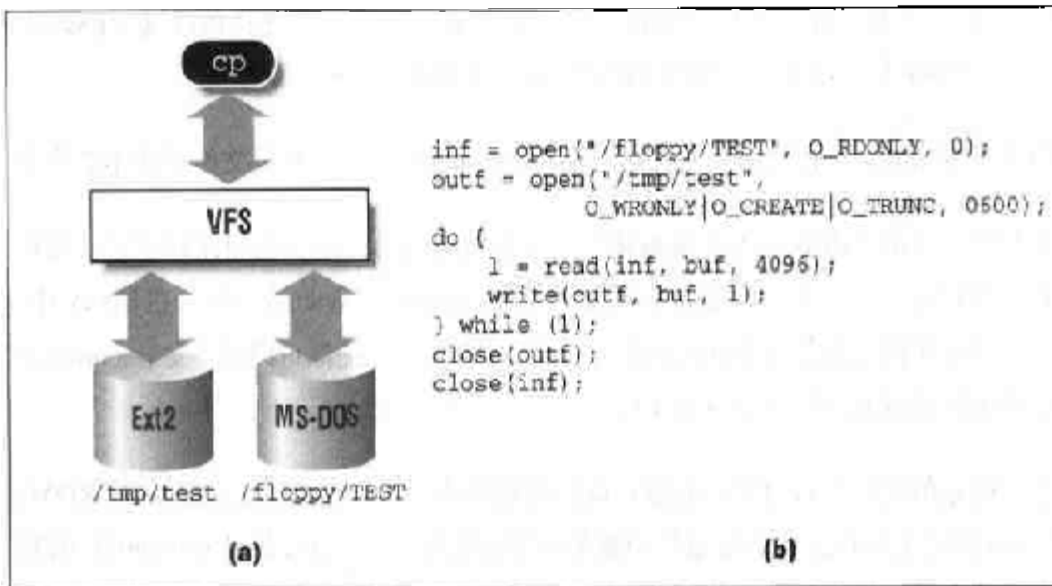 cp
VFS
Ext2
MS-DOS
/tmp/test /floppy/TEST
(a)
inf = open("/floppy/TEST", O_RDONLY, 0);
outf = open("/tmp/test",
O_WRONLY|O_CREATE|O_TRUNC, 0600);
do {
l = read(inf, buf, 4096);
write(outf, buf, l);
} while (l);
close(outf);
close(inf);
(b)